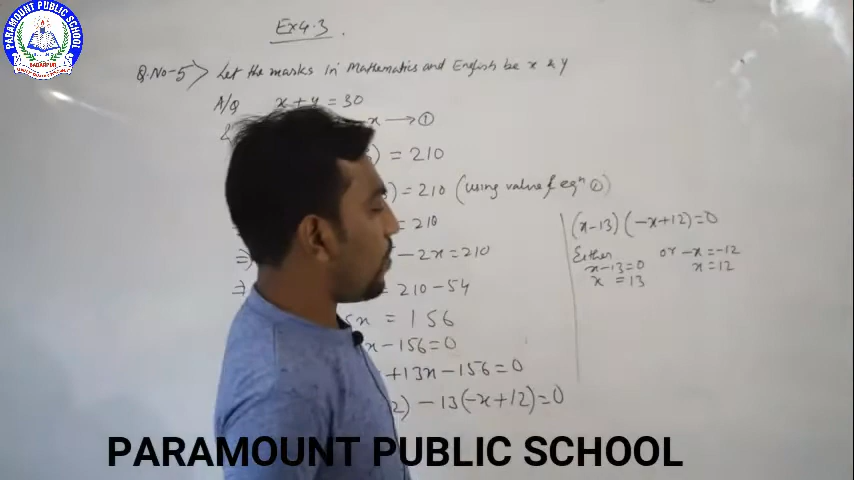 PARAMOUNT PUBLIC SCHOOL
BADARPUR
Ex 4.3.
Q.No-5> Let the marks in Mathematics and English be x & y
A/Q x + y = 30
& x → ①
) = 210
) = 210 (using value of eqⁿ ①)
= 210
⇒ - 2x = 210
⇒ = 210 - 54
5x = 156
x - 156 = 0
+ 13x - 156 = 0
2) - 13(-x + 12) = 0
(x-13) (-x+12) = 0
Either or -x = -12
x-13 = 0 x = 12
x = 13
PARAMOUNT PUBLIC SCHOOL